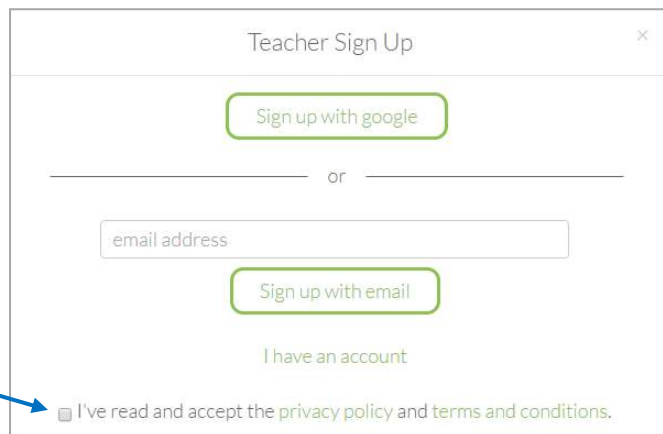 Teacher Sign Up
×
Sign up with google
or
email address
Sign up with email
I have an account
I've read and accept the privacy policy and terms and conditions.